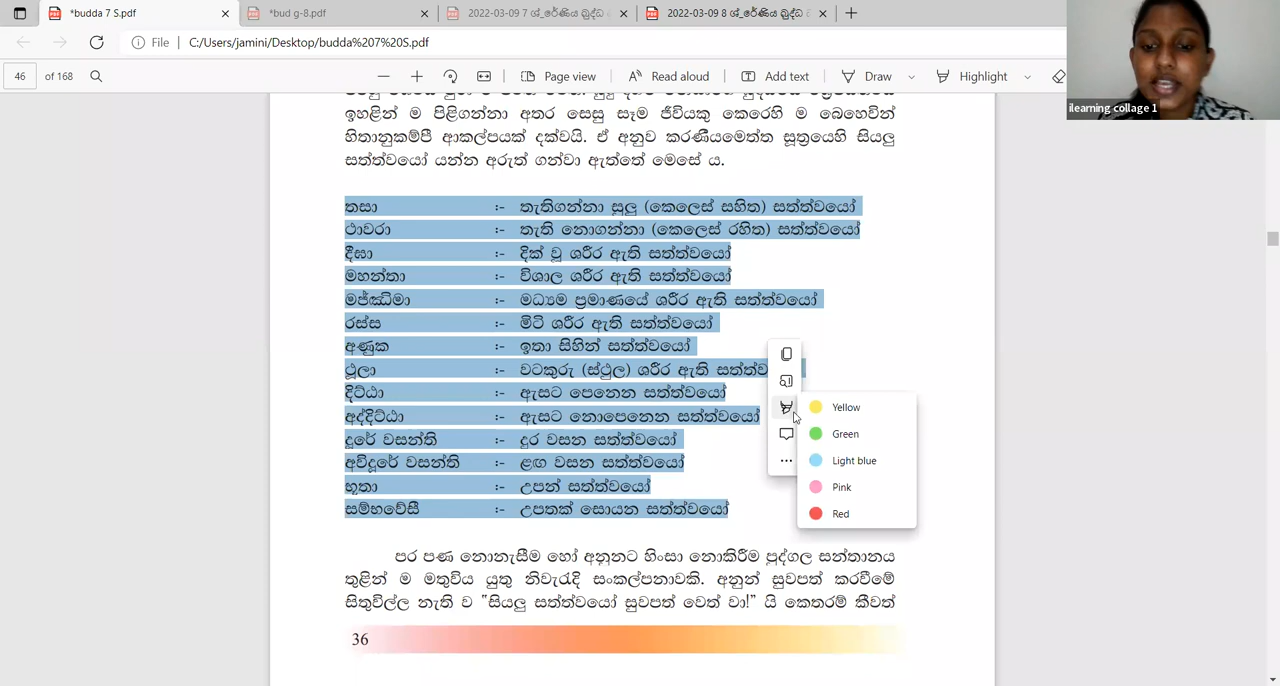 *budda 7 S.pdf
*bud g-8.pdf
2022-03-09 7 ශ්‍රේණිය බුද්ධ
2022-03-09 8 ශ්‍රේණිය බුද්ධ
File
C:/Users/jamini/Desktop/budda%207%20S.pdf
46 of 168
Page view
Read aloud
Add text
Draw
Highlight
ilearning collage 1
ඉහළින් ම පිළිගන්නා අතර සෙසු සෑම ජීවියකු කෙරෙහි ම බෙහෙවින්
හිතානුකම්පී ආකල්පයක් දක්වයි. ඒ අනුව කරණීයමෙත්ත සූත්‍රයෙහි සියලු
සත්ත්වයෝ යන්න අරුත් ගන්වා ඇත්තේ මෙසේ ය.
තසා :- තැතිගන්නා සුලු (කෙලෙස් සහිත) සත්ත්වයෝ
ථාවරා :- තැති නොගන්නා (කෙලෙස් රහිත) සත්ත්වයෝ
දීඝා :- දික් වූ ශරීර ඇති සත්ත්වයෝ
මහන්තා :- විශාල ශරීර ඇති සත්ත්වයෝ
මජ්ඣිමා :- මධ්‍යම ප්‍රමාණයේ ශරීර ඇති සත්ත්වයෝ
රස්ස :- මිටි ශරීර ඇති සත්ත්වයෝ
අණුක :- ඉතා සිහින් සත්ත්වයෝ
ථූලා :- වටකුරු (ස්ථුල) ශරීර ඇති
දිට්ඨා :- ඇසට පෙනෙන සත්ත්වයෝ
අද්දිට්ඨා :- ඇසට නොපෙනෙන සත්ත්වයෝ
දූරේ වසන්ති :- දුර වසන සත්ත්වයෝ
අවිදූරේ වසන්ති :- ළඟ වසන සත්ත්වයෝ
භූතා :- උපන් සත්ත්වයෝ
සම්භවේසී :- උපතක් සොයන සත්ත්වයෝ
Yellow
Green
Light blue
Pink
Red
පර පණ නොනැසීම හෝ අනුනට හිංසා නොකිරීම පුද්ගල සන්තානය
තුළින් ම මතුවිය යුතු නිවැරැදි සංකල්පනාවකි. අනුන් සුවපත් කරවීමේ
සිතුවිල්ල නැති ව "සියලු සත්ත්වයෝ සුවපත් වෙත් වා!" යි කෙතරම් කීවත්
36